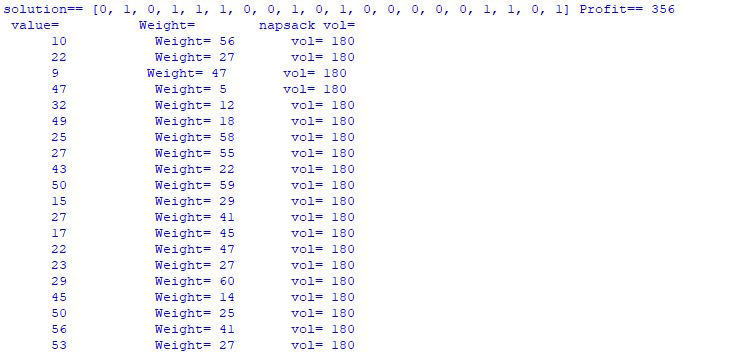 solution== [0, 1, 0, 1, 1, 1, 0, 0, 1, 0, 1, 0, 0, 0, 0, 0, 1, 1, 0, 1] Profit== 356
value= Weight= napsack vol=
10 Weight= 56 vol= 180
22 Weight= 27 vol= 180
9 Weight= 47 vol= 180
47 Weight= 5 vol= 180
32 Weight= 12 vol= 180
49 Weight= 18 vol= 180
25 Weight= 58 vol= 180
27 Weight= 55 vol= 180
43 Weight= 22 vol= 180
50 Weight= 59 vol= 180
15 Weight= 29 vol= 180
27 Weight= 41 vol= 180
17 Weight= 45 vol= 180
22 Weight= 47 vol= 180
23 Weight= 27 vol= 180
29 Weight= 60 vol= 180
45 Weight= 14 vol= 180
50 Weight= 25 vol= 180
56 Weight= 41 vol= 180
53 Weight= 27 vol= 180